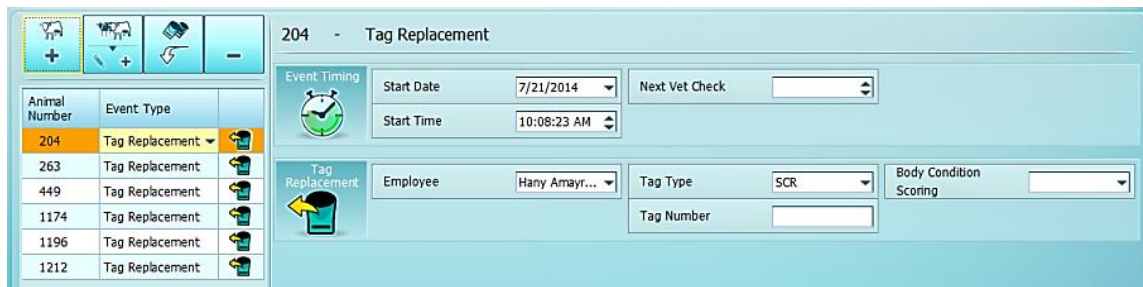 204 - Tag Replacement
Animal Number Event Type
204 Tag Replacement
263 Tag Replacement
449 Tag Replacement
1174 Tag Replacement
1196 Tag Replacement
1212 Tag Replacement
Event Timing
Start Date 7/21/2014 Next Vet Check
Start Time 10:08:23 AM
Tag Replacement
Employee Hany Amayr... Tag Type SCR Body Condition Scoring
Tag Number